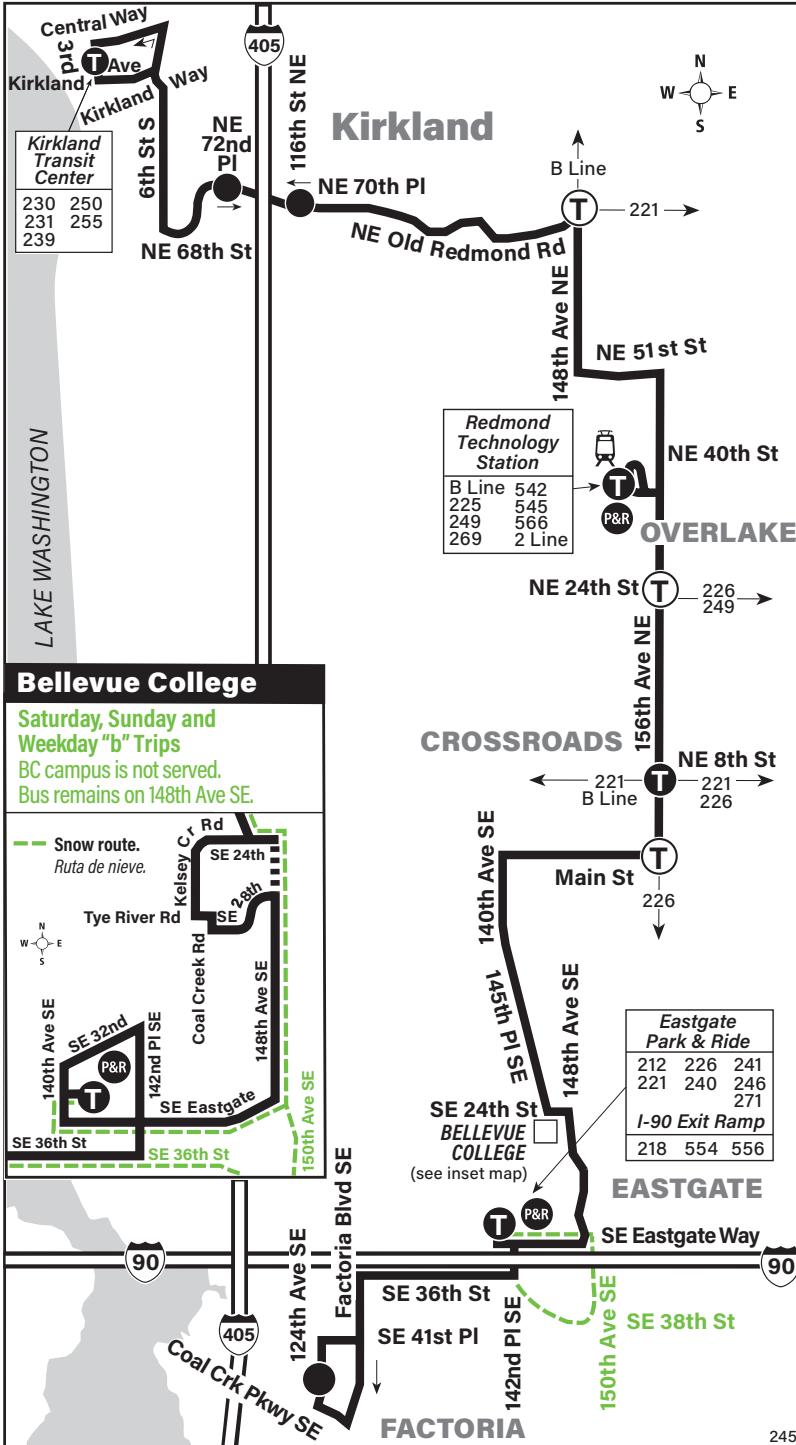 Central Way
3rd
T
Ave
Kirkland
Kirkland Way
Kirkland
Transit
Center
230 250
231 255
239
6th St S
NE
72nd
Pl
405
116th St NE
Kirkland
N
W E
S
NE 70th Pl
NE 68th St
NE Old Redmond Rd
B Line
T
221
148th Ave NE
NE 51st St
LAKE WASHINGTON
Redmond
Technology
Station
B Line 542
225 545
249 566
269 2 Line
NE 40th St
T
P&R
OVERLAKE
NE 24th St
T
226
249
156th Ave NE
CROSSROADS
NE 8th St
221
B Line
T
221
226
Main St
T
226
140th Ave SE
145th Pl SE
148th Ave SE
Eastgate
Park & Ride
212 226 241
221 240 246
271
I-90 Exit Ramp
218 554 556
SE 24th St
BELLEVUE
COLLEGE
(see inset map)
EASTGATE
T
P&R
SE Eastgate Way
90
90
SE 36th St
142nd Pl SE
150th Ave SE
SE 38th St
Factoria Blvd SE
124th Ave SE
SE 41st Pl
405
Coal Crk Pkwy SE
FACTORIA
245
Bellevue College
Saturday, Sunday and
Weekday "b" Trips
BC campus is not served.
Bus remains on 148th Ave SE.
Snow route.
Ruta de nieve.
Kelsey Cr Rd
SE 24th
Tye River Rd
SE 28th
Coal Creek Rd
N
W E
S
148th Ave SE
140th Ave SE
SE 32nd
P&R
T
142nd Pl SE
SE Eastgate
150th Ave SE
SE 36th St
SE 36th St